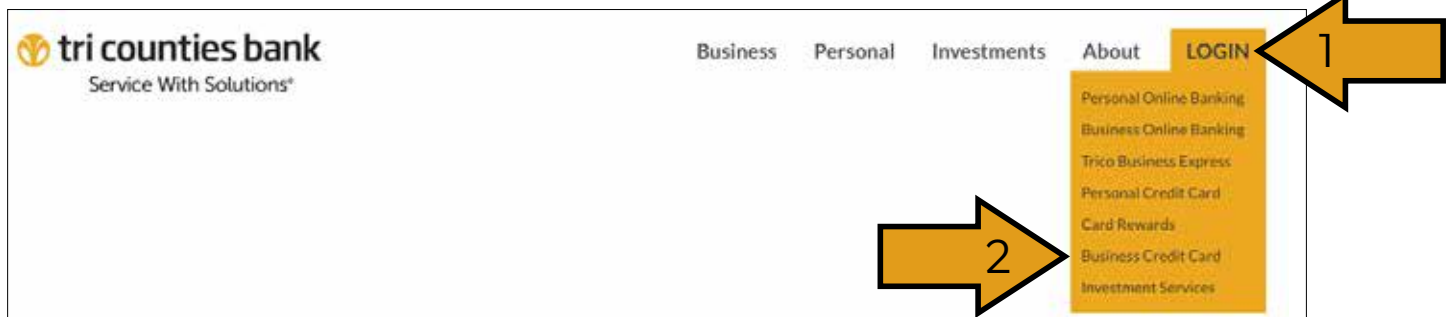 tri counties bank
Service With Solutions®
Business Personal Investments About LOGIN
1
Personal Online Banking
Business Online Banking
Trico Business Express
Personal Credit Card
Card Rewards
2
Business Credit Card
Investment Services